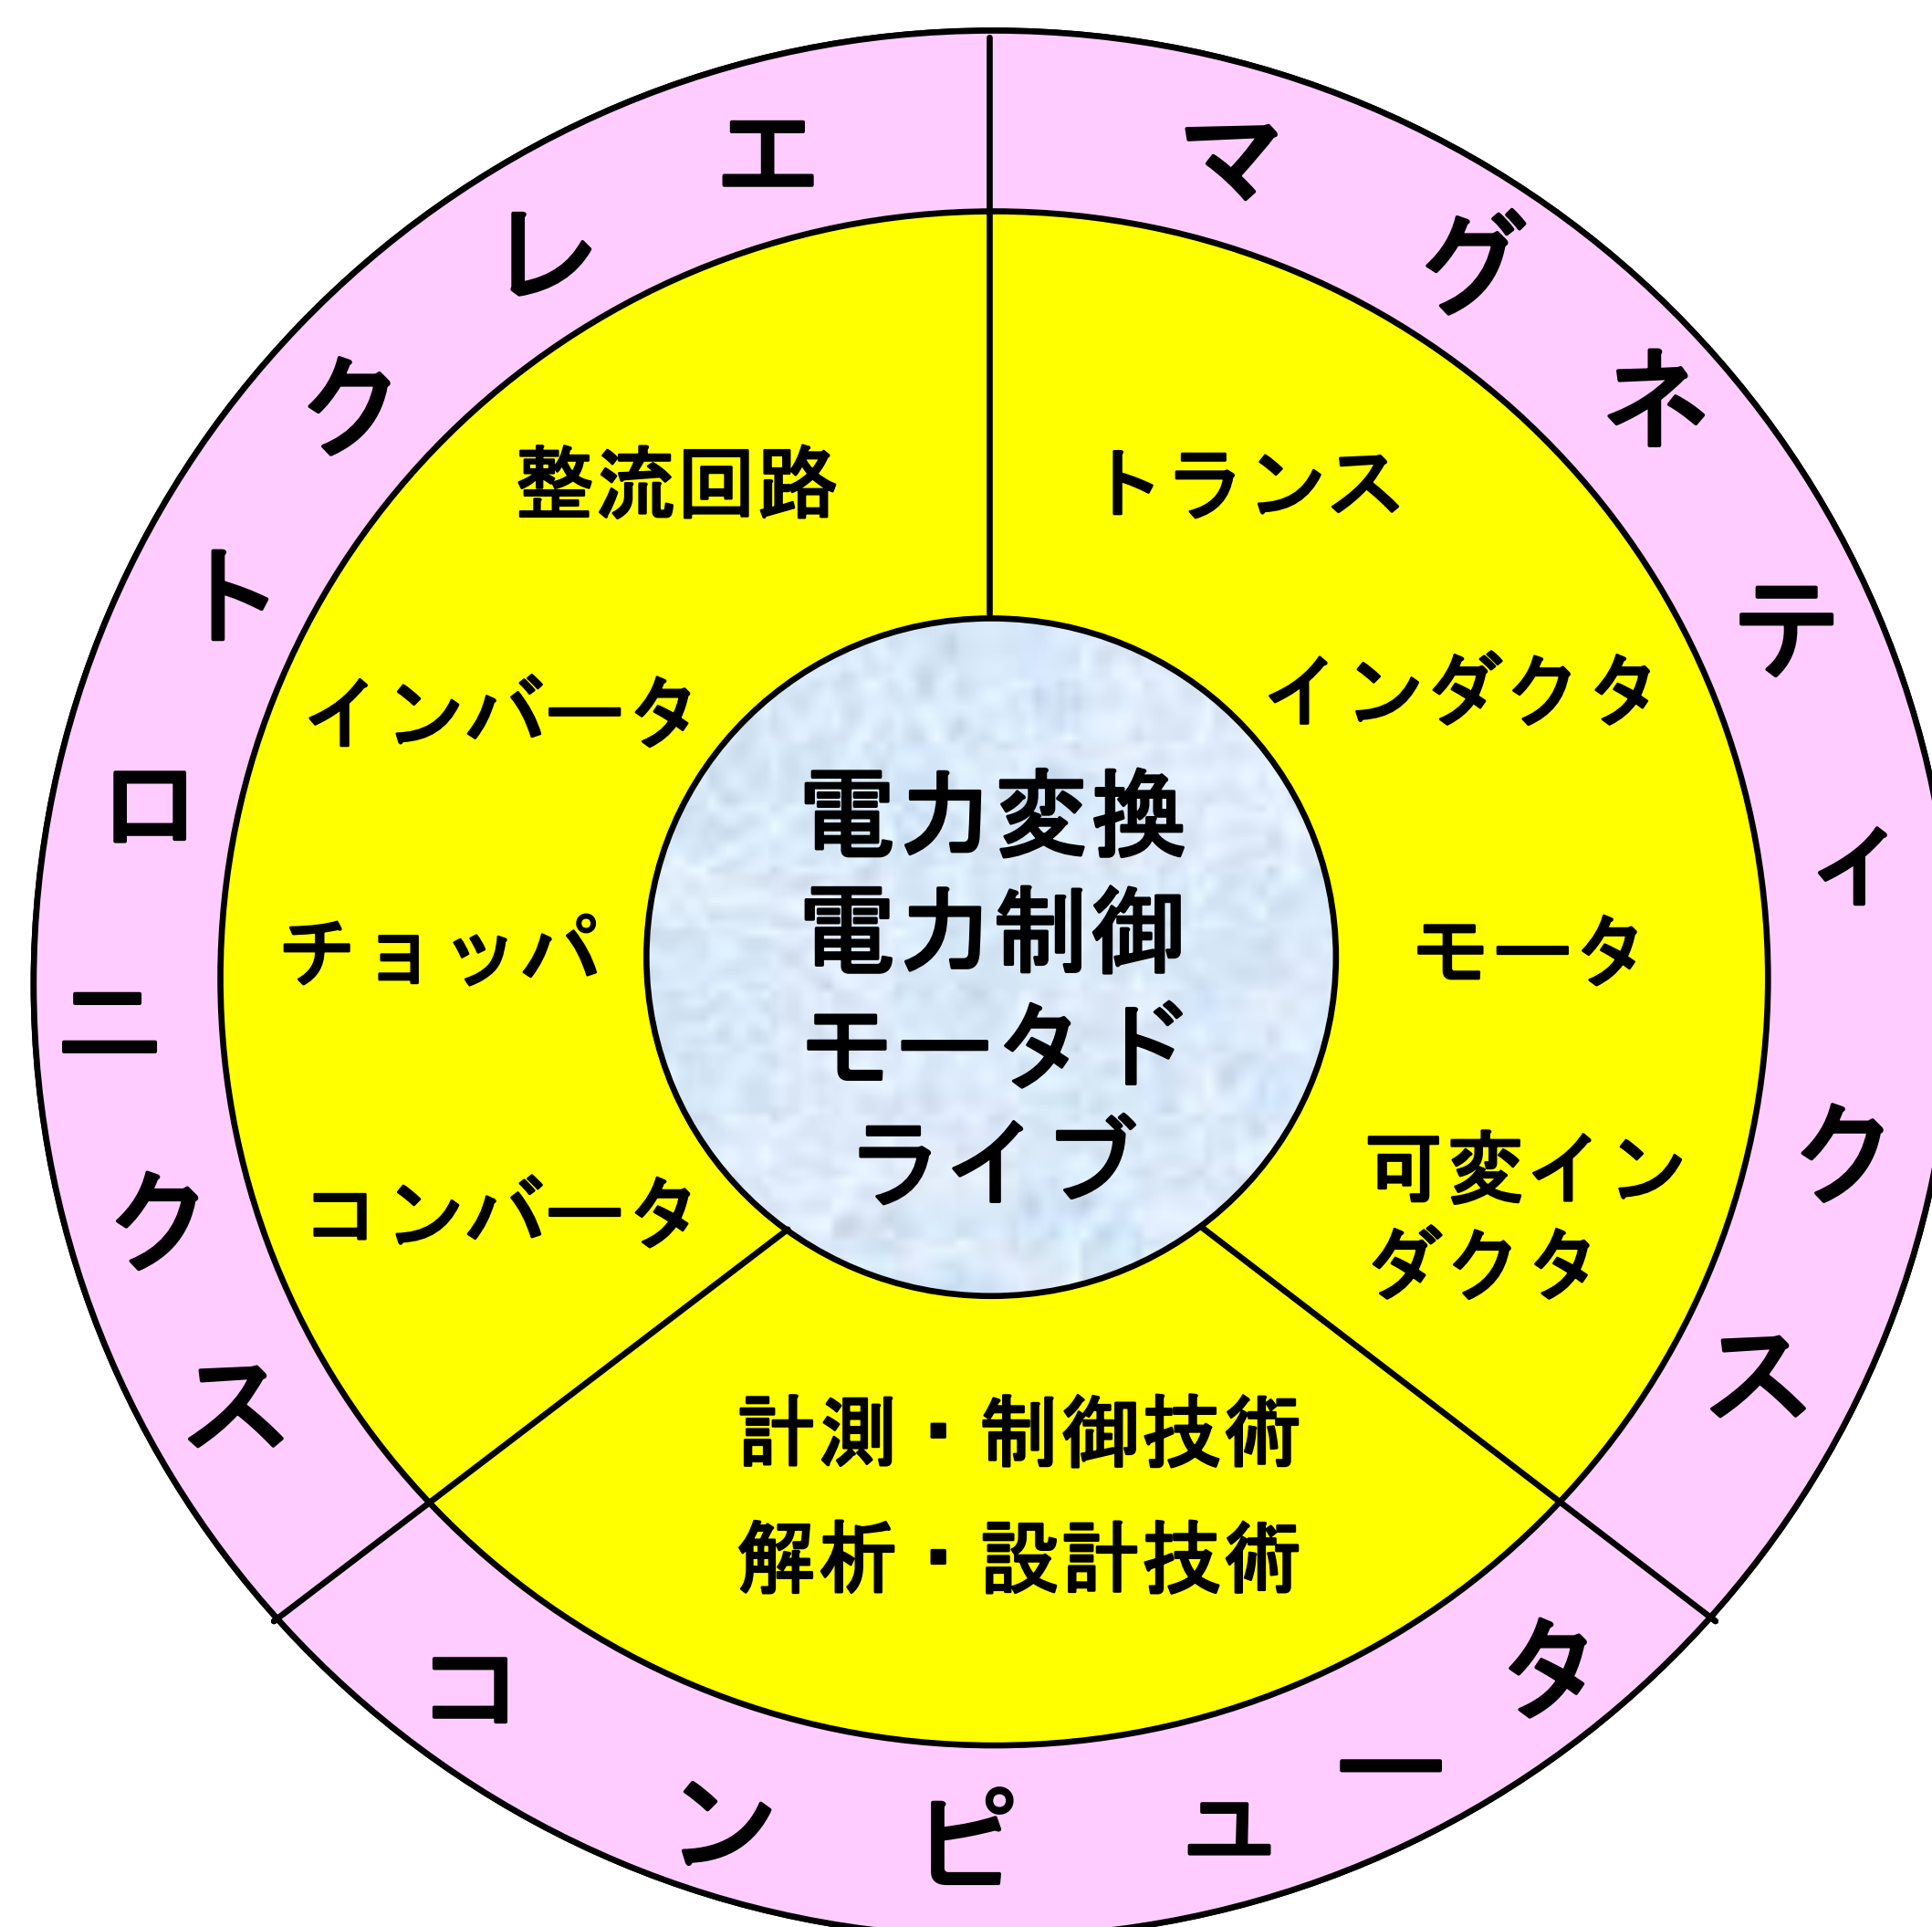 エレクトロニクス
マグネティクス
コンピュータ
整流回路
インバータ
チョッパ
コンバータ
トランス
インダクタ
モータ
可変イン
ダクタ
電力変換
電力制御
モータド
ライブ
計測・制御技術
解析・設計技術